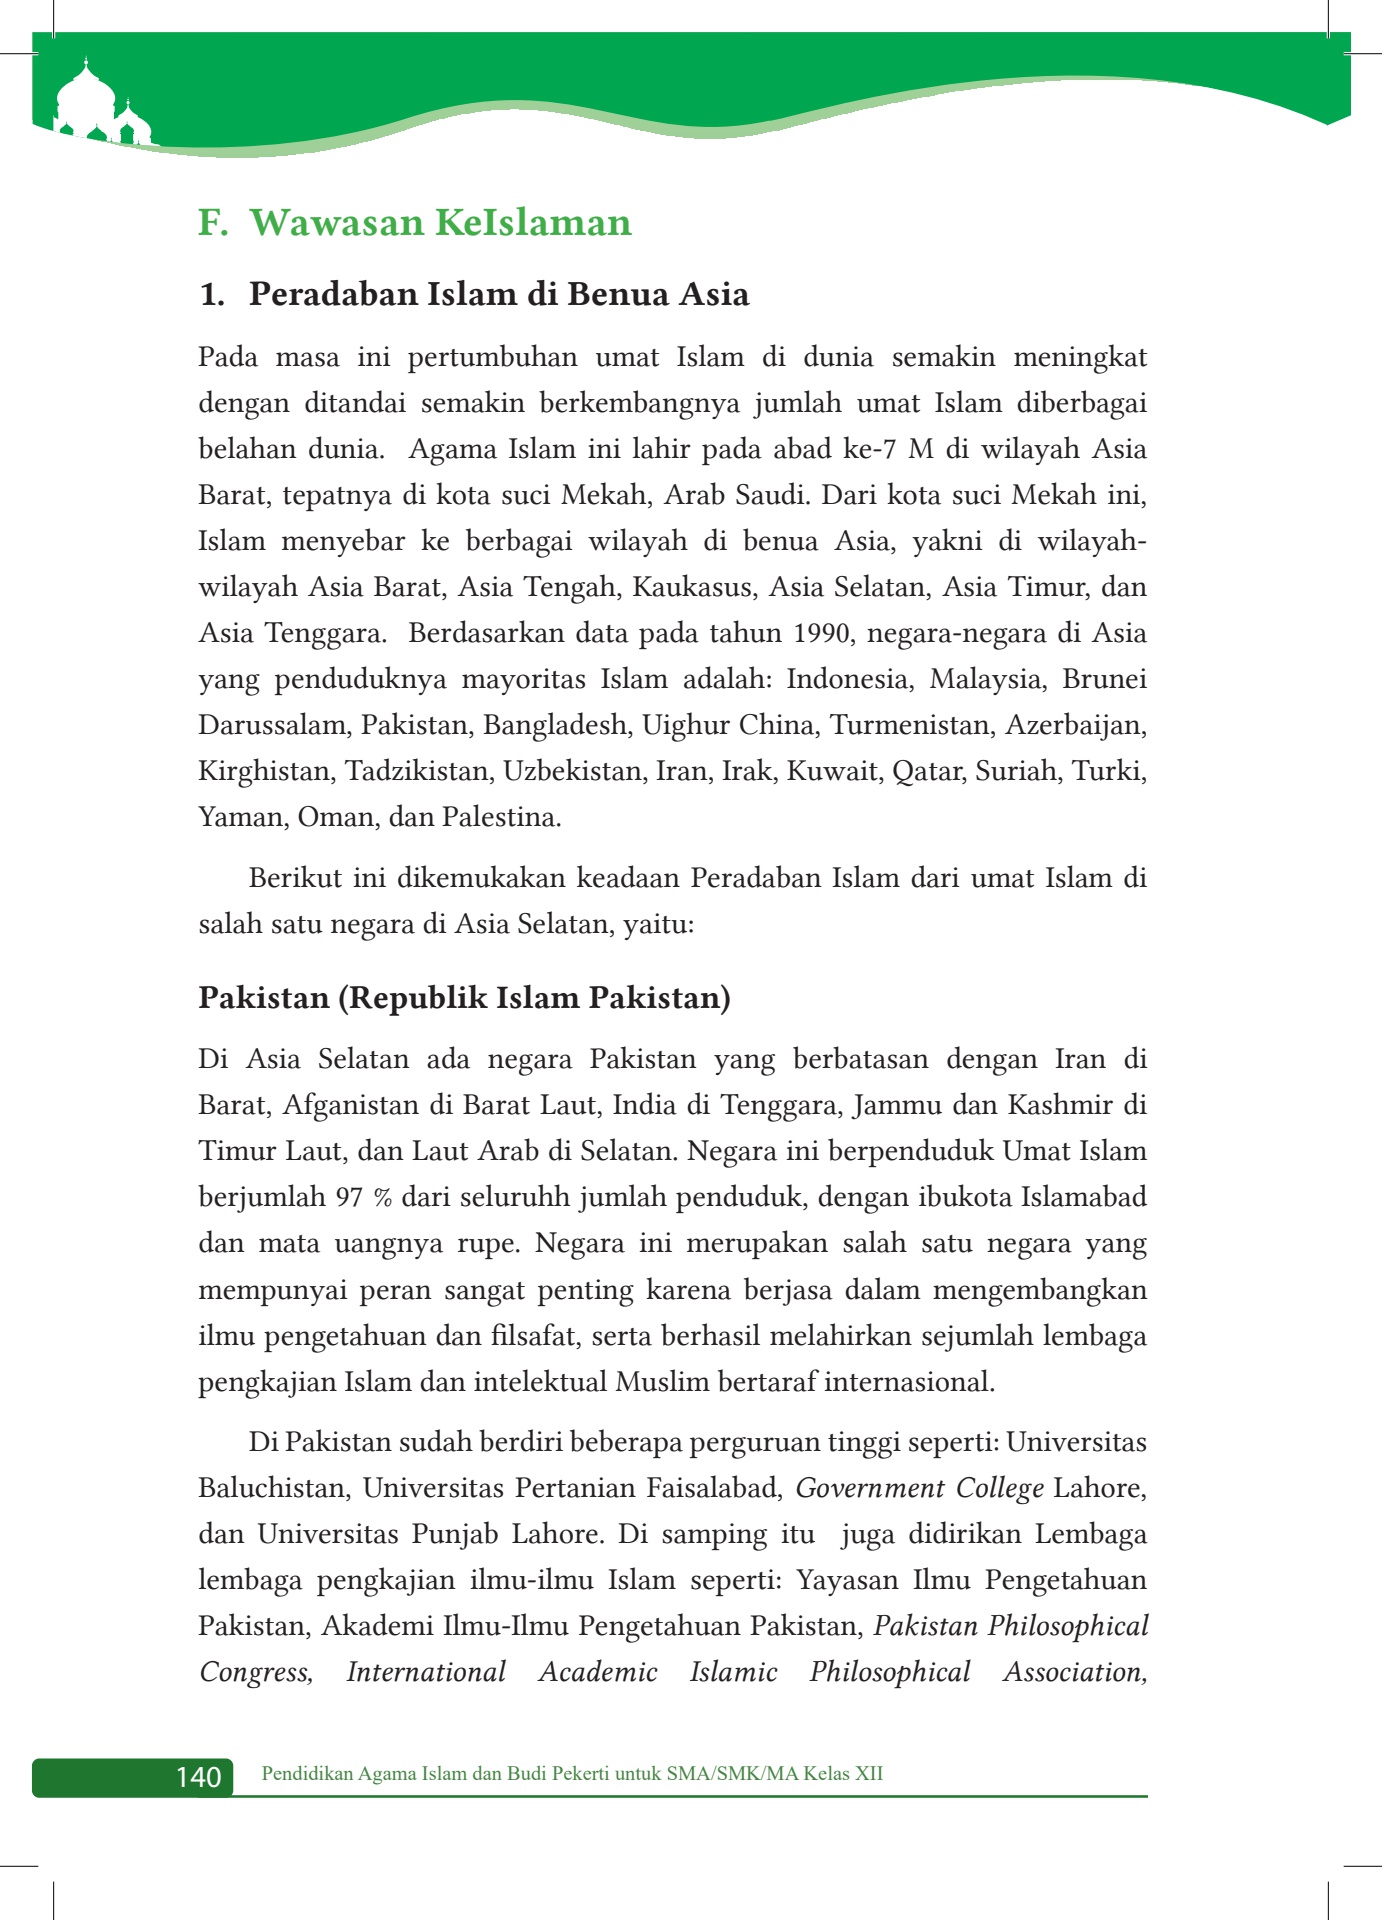 F. Wawasan KeIslaman
1. Peradaban Islam di Benua Asia
Pada masa ini pertumbuhan umat Islam di dunia semakin meningkat
dengan ditandai semakin berkembangnya jumlah umat Islam diberbagai
belahan dunia. Agama Islam ini lahir pada abad ke-7 M di wilayah Asia
Barat, tepatnya di kota suci Mekah, Arab Saudi. Dari kota suci Mekah ini,
Islam menyebar ke berbagai wilayah di benua Asia, yakni di wilayah-
wilayah Asia Barat, Asia Tengah, Kaukasus, Asia Selatan, Asia Timur, dan
Asia Tenggara. Berdasarkan data pada tahun 1990, negara-negara di Asia
yang penduduknya mayoritas Islam adalah: Indonesia, Malaysia, Brunei
Darussalam, Pakistan, Bangladesh, Uighur China, Turmenistan, Azerbaijan,
Kirghistan, Tadzikistan, Uzbekistan, Iran, Irak, Kuwait, Qatar, Suriah, Turki,
Yaman, Oman, dan Palestina.
Berikut ini dikemukakan keadaan Peradaban Islam dari umat Islam di
salah satu negara di Asia Selatan, yaitu:
Pakistan (Republik Islam Pakistan)
Di Asia Selatan ada negara Pakistan yang berbatasan dengan Iran di
Barat, Afganistan di Barat Laut, India di Tenggara, Jammu dan Kashmir di
Timur Laut, dan Laut Arab di Selatan. Negara ini berpenduduk Umat Islam
berjumlah 97 % dari seluruhh jumlah penduduk, dengan ibukota Islamabad
dan mata uangnya rupe. Negara ini merupakan salah satu negara yang
mempunyai peran sangat penting karena berjasa dalam mengembangkan
ilmu pengetahuan dan filsafat, serta berhasil melahirkan sejumlah lembaga
pengkajian Islam dan intelektual Muslim bertaraf internasional.
Di Pakistan sudah berdiri beberapa perguruan tinggi seperti: Universitas
Baluchistan, Universitas Pertanian Faisalabad, Government College Lahore,
dan Universitas Punjab Lahore. Di samping itu juga didirikan Lembaga
lembaga pengkajian ilmu-ilmu Islam seperti: Yayasan Ilmu Pengetahuan
Pakistan, Akademi Ilmu-Ilmu Pengetahuan Pakistan, Pakistan Philosophical
Congress, International Academic Islamic Philosophical Association,
140 Pendidikan Agama Islam dan Budi Pekerti untuk SMA/SMK/MA Kelas XII